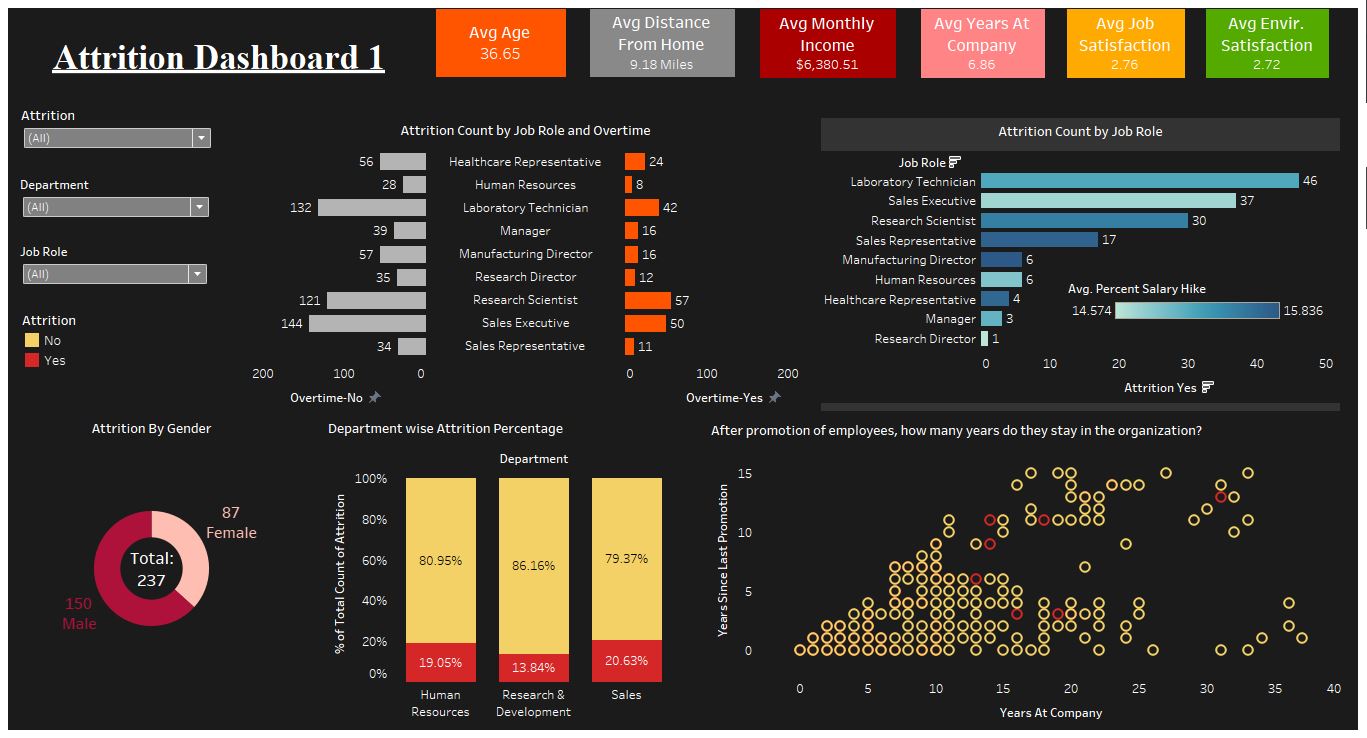 Attrition Dashboard 1
Avg Age
36.65
Avg Distance
From Home
9.18 Miles
Avg Monthly
Income
$6,380.51
Avg Years At
Company
6.86
Avg Job
Satisfaction
2.76
Avg Envir.
Satisfaction
2.72
Attrition
(All)
Department
(All)
Job Role
(All)
Attrition
No
Yes
Attrition Count by Job Role and Overtime
56 Healthcare Representative 24
28 Human Resources 8
132 Laboratory Technician 42
39 Manager 16
57 Manufacturing Director 16
35 Research Director 12
121 Research Scientist 57
144 Sales Executive 50
34 Sales Representative 11
200 100 0 0 100 200
Overtime-No Overtime-Yes
Attrition Count by Job Role
Job Role
Laboratory Technician 46
Sales Executive 37
Research Scientist 30
Sales Representative 17
Manufacturing Director 6
Human Resources 6
Healthcare Representative 4
Manager 3
Research Director 1
Avg. Percent Salary Hike
14.574 15.836
0 10 20 30 40 50
Attrition Yes
Attrition By Gender
87
Female
Total:
237
150
Male
Department wise Attrition Percentage
Department
% of Total Count of Attrition
100%
80%
60%
40%
20%
0%
80.95% 86.16% 79.37%
19.05% 13.84% 20.63%
Human
Resources
Research &
Development
Sales
After promotion of employees, how many years do they stay in the organization?
Years Since Last Promotion
15
10
5
0
0 5 10 15 20 25 30 35 40
Years At Company